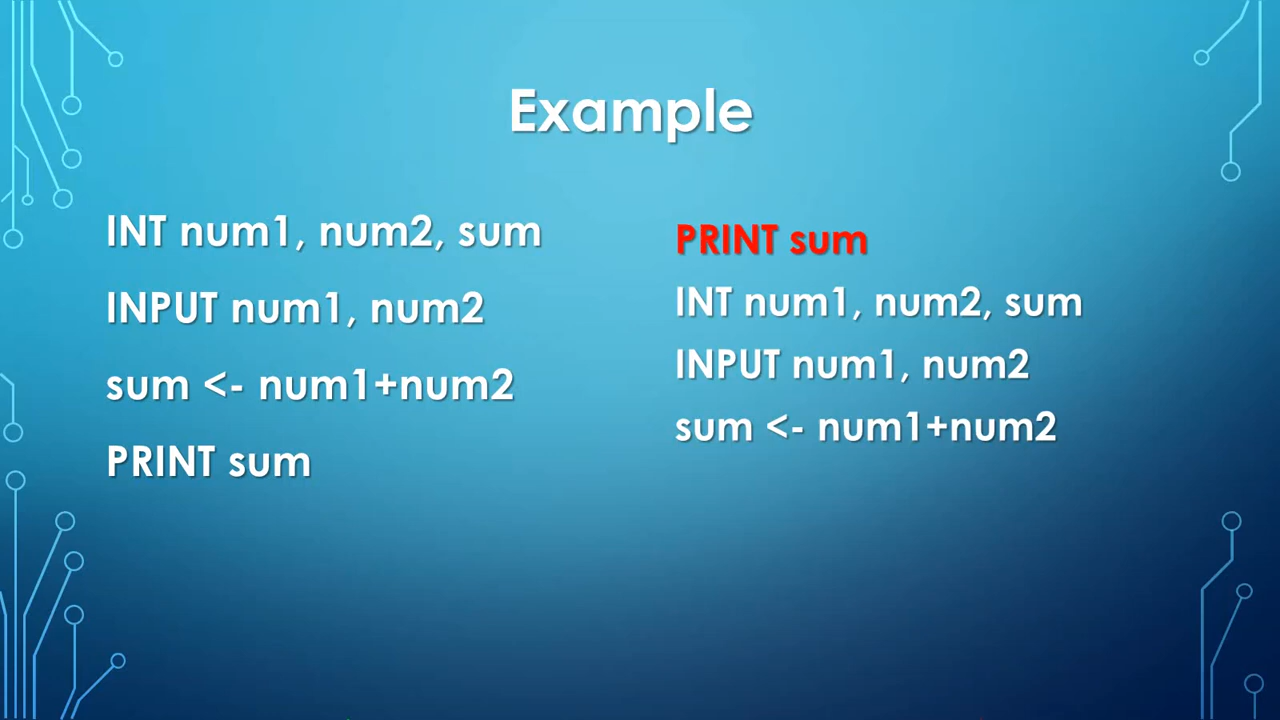 Example
INT num1, num2, sum
INPUT num1, num2
sum <- num1+num2
PRINT sum
PRINT sum
INT num1, num2, sum
INPUT num1, num2
sum <- num1+num2